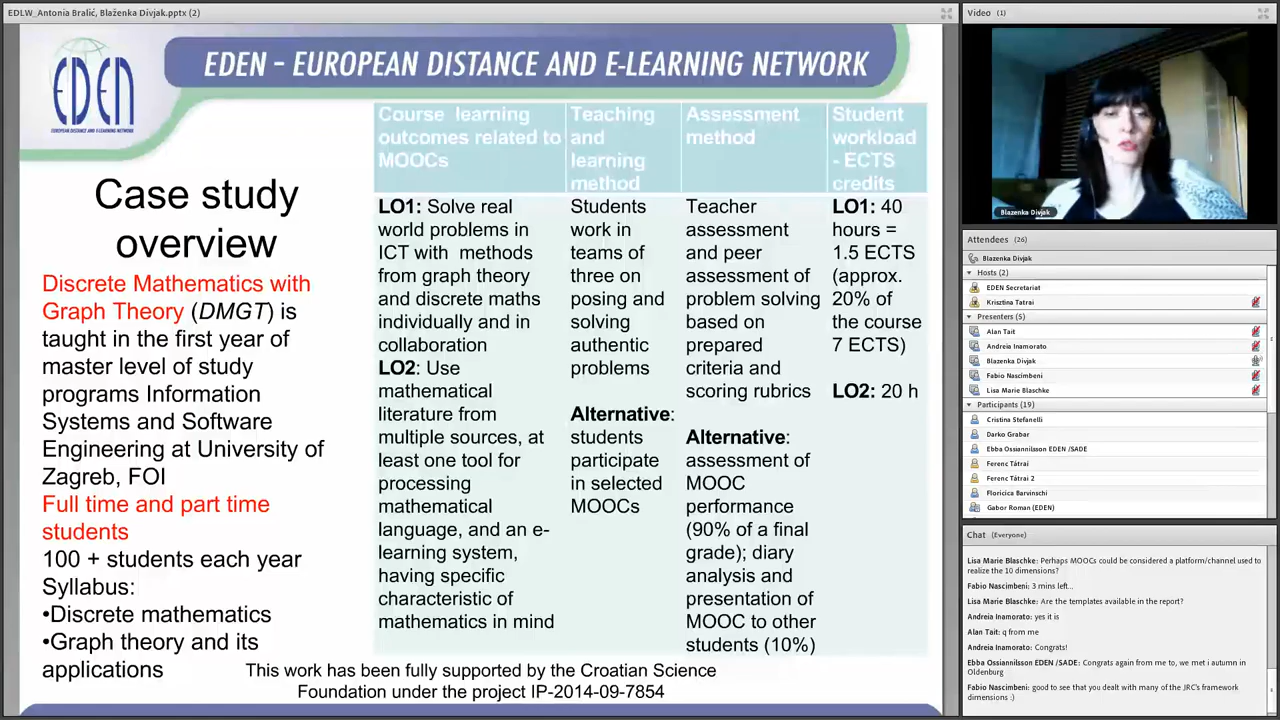 EDLW_Antonia Bralić, Blaženka Divjak.pptx (2)
EDEN
EUROPEAN DISTANCE AND E-LEARNING NETWORK
EDEN – EUROPEAN DISTANCE AND E-LEARNING NETWORK
Case study
overview
Discrete Mathematics with
Graph Theory (DMGT) is
taught in the first year of
master level of study
programs Information
Systems and Software
Engineering at University of
Zagreb, FOI
Full time and part time
students
100 + students each year
Syllabus:
•Discrete mathematics
•Graph theory and its
applications
Course learning
outcomes related to
MOOCs
Teaching
and
learning
method
Assessment
method
Student
workload
- ECTS
credits
LO1: Solve real
world problems in
ICT with methods
from graph theory
and discrete maths
individually and in
collaboration
LO2: Use
mathematical
literature from
multiple sources, at
least one tool for
processing
mathematical
language, and an e-
learning system,
having specific
characteristic of
mathematics in mind
Students
work in
teams of
three on
posing and
solving
authentic
problems
Alternative:
students
participate
in selected
MOOCs
Teacher
assessment
and peer
assessment of
problem solving
based on
prepared
criteria and
scoring rubrics
Alternative:
assessment of
MOOC
performance
(90% of a final
grade); diary
analysis and
presentation of
MOOC to other
students (10%)
LO1: 40
hours =
1.5 ECTS
(approx.
20% of
the course
7 ECTS)
LO2: 20 h
This work has been fully supported by the Croatian Science
Foundation under the project IP-2014-09-7854
Video (1)
Blazenka Divjak
Attendees (26)
Blazenka Divjak
Hosts (2)
EDEN Secretariat
Krisztina Tatrai
Presenters (5)
Alan Tait
Andreia Inamorato
Blazenka Divjak
Fabio Nascimbeni
Lisa Marie Blaschke
Participants (19)
Cristina Stefanelli
Darko Grabar
Ebba Ossiannilsson EDEN /SADE
Ferenc Tátrai
Ferenc Tátrai 2
Floricica Barvinschi
Gabor Roman (EDEN)
Chat (Everyone)
Lisa Marie Blaschke: Perhaps MOOCs could be considered a platform/channel used to
realize the 10 dimensions?
Fabio Nascimbeni: 3 mins left...
Lisa Marie Blaschke: Are the templates available in the report?
Andreia Inamorato: yes it is
Alan Tait: q from me
Andreia Inamorato: Congrats!
Ebba Ossiannilsson EDEN /SADE: Congrats again from me to, we met i autumn in
Oldenburg
Fabio Nascimbeni: good to see that you dealt with many of the JRC's framework
dimensions :)